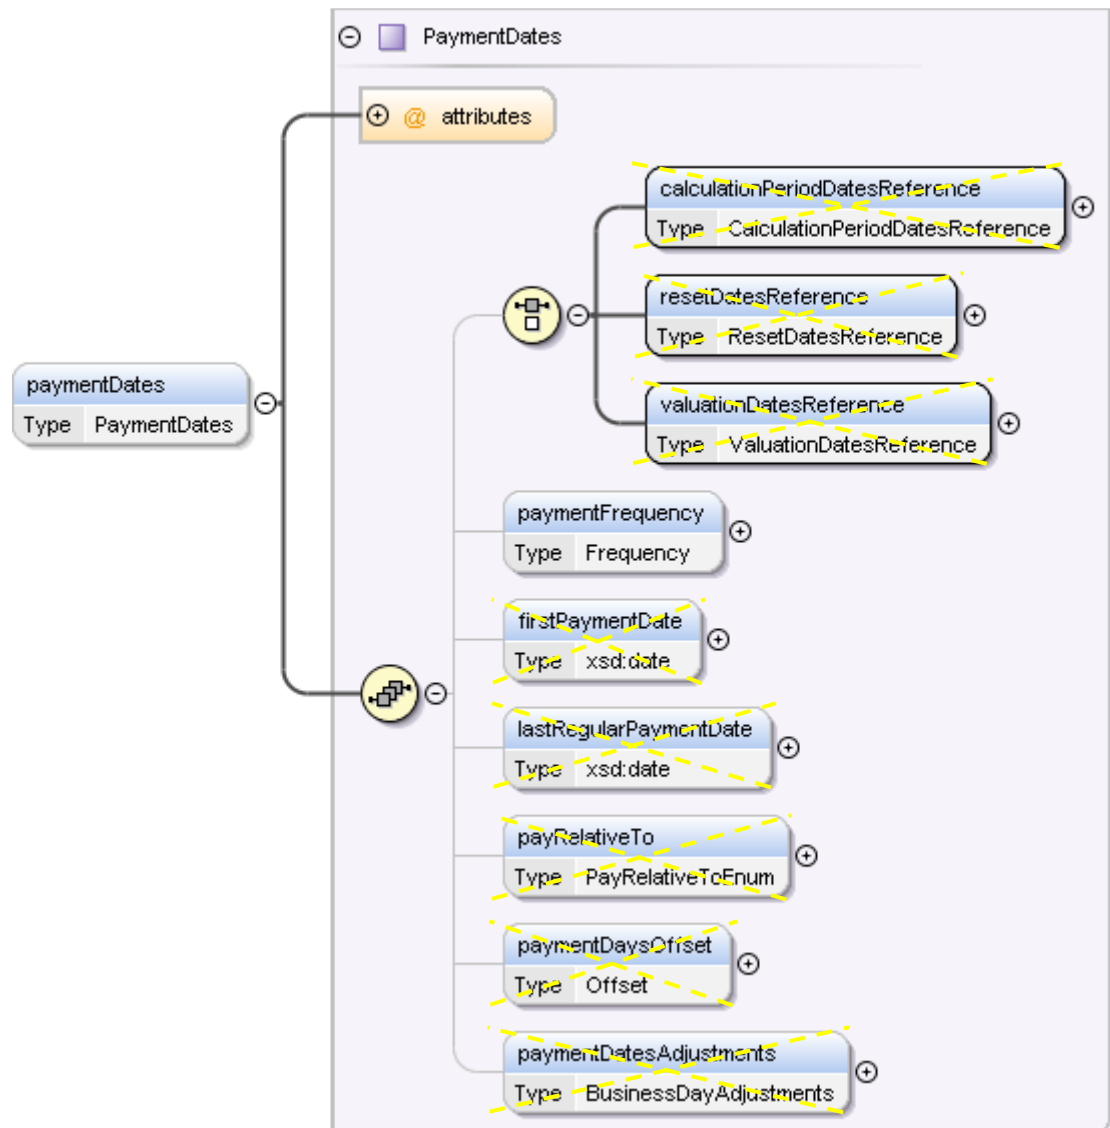 PaymentDates
@ attributes
calculationPeriodDatesReference
Type CalculationPeriodDatesReference
resetDatesReference
Type ResetDatesReference
valuationDatesReference
Type ValuationDatesReference
paymentDates
Type PaymentDates
paymentFrequency
Type Frequency
firstPaymentDate
Type xsd:date
lastRegularPaymentDate
Type xsd:date
payRelativeTo
Type PayRelativeToEnum
paymentDaysOffset
Type Offset
paymentDatesAdjustments
Type BusinessDayAdjustments